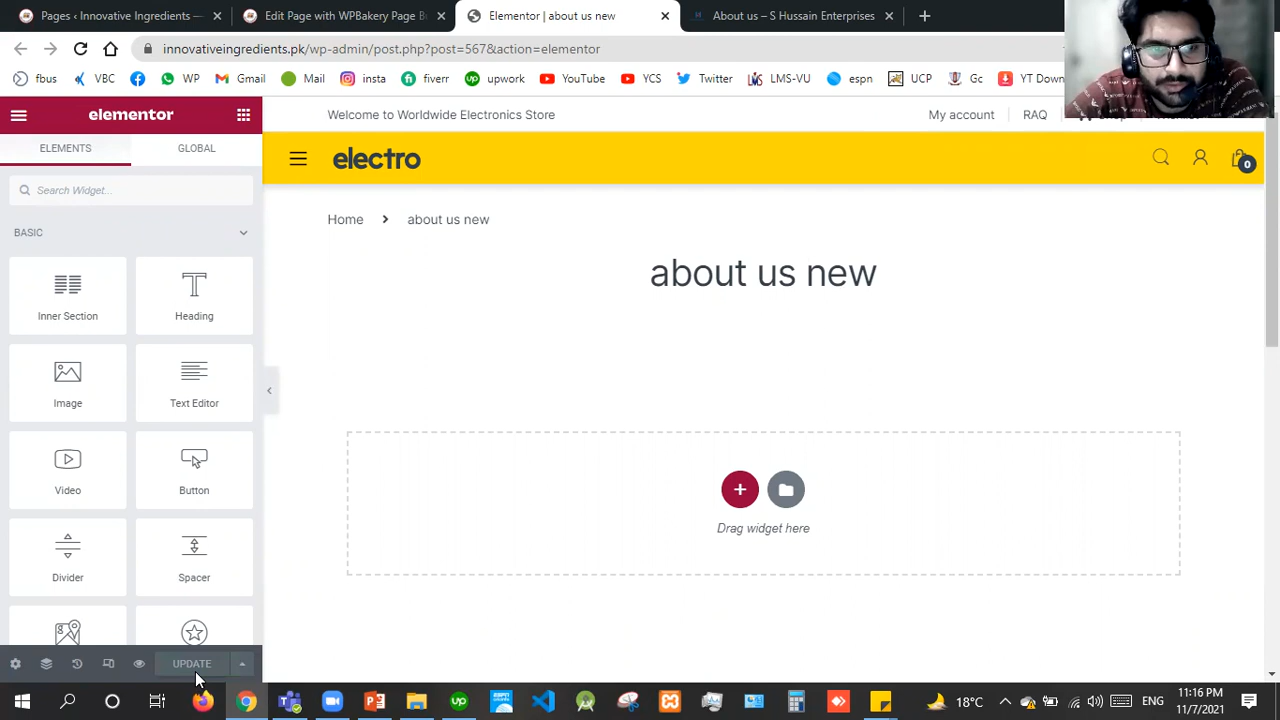 Pages ‹ Innovative Ingredients —
Edit Page with WPBakery Page B
Elementor | about us new
About us – S Hussain Enterprises
innovativeingredients.pk/wp-admin/post.php?post=567&action=elementor
fbus
VBC
WP
Gmail
Mail
insta
fiverr
upwork
YouTube
YCS
Twitter
LMS-VU
espn
UCP
Gc
YT Down
elementor
Welcome to Worldwide Electronics Store
My account
RAQ
ELEMENTS
GLOBAL
electro
0
Search Widget...
Home
about us new
BASIC
about us new
Inner Section
Heading
Image
Text Editor
Video
Button
Drag widget here
Divider
Spacer
UPDATE
18°C
ENG
11:16 PM
11/7/2021